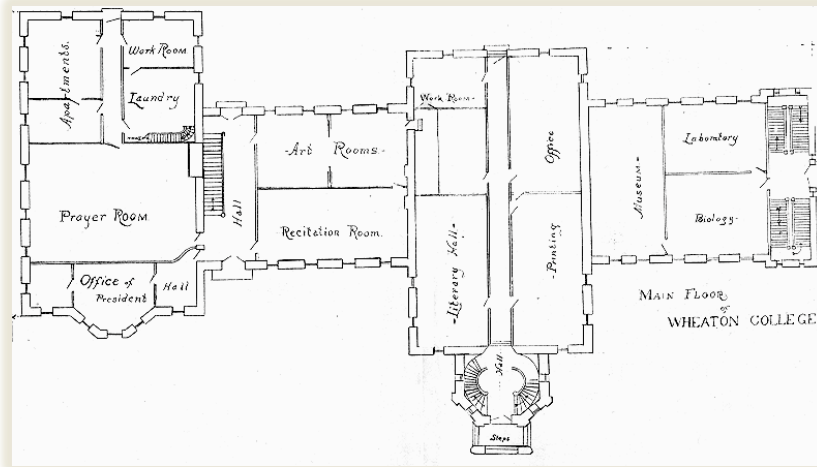 Work Room
Apartments.
Laundry
Prayer Room
Office of
President
Hall
Hall
-Art Rooms-
Recitation Room.
Work Room-
-Literary Hall-
Office
-Printing
Hall
Steps
-Museum-
Labomtory
Biology-
MAIN FLOOR
of
WHEATON COLLEGE